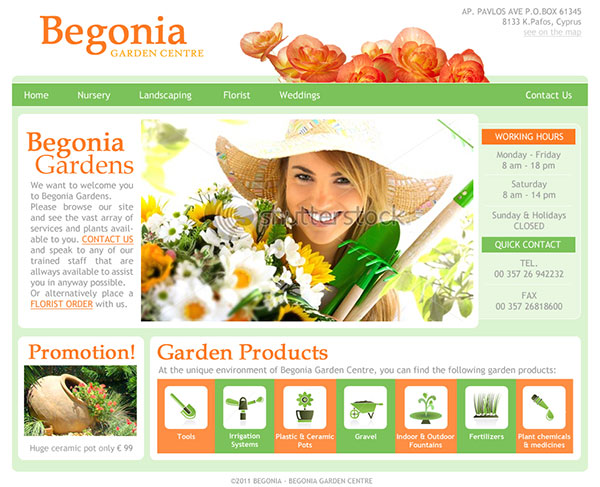 Begonia
GARDEN CENTRE
AP. PAVLOS AVE P.O.BOX 61345
8133 K.Pafos, Cyprus
see on the map
Home Nursery Landscaping Florist Weddings Contact Us
Begonia
Gardens
We want to welcome you
to Begonia Gardens.
Please browse our site
and see the vast array of
services and plants avail-
able to you. CONTACT US
and speak to any of our
trained staff that are
allways available to assist
you in anyway possible.
Or alternatively place a
FLORIST ORDER with us.
shutterstock
WORKING HOURS
Monday - Friday
8 am - 18 pm
Saturday
8 am - 14 pm
Sunday & Holidays
CLOSED
QUICK CONTACT
TEL.
00 357 26 942232
FAX
00 357 26818600
Promotion!
Huge ceramic pot only € 99
Garden Products
At the unique environment of Begonia Garden Centre, you can find the following garden products:
Tools
Irrigation
Systems
Plastic & Ceramic
Pots
Gravel
Indoor & Outdoor
Fountains
Fertilizers
Plant chemicals
& medicines
©2011 BEGONIA - BEGONIA GARDEN CENTRE